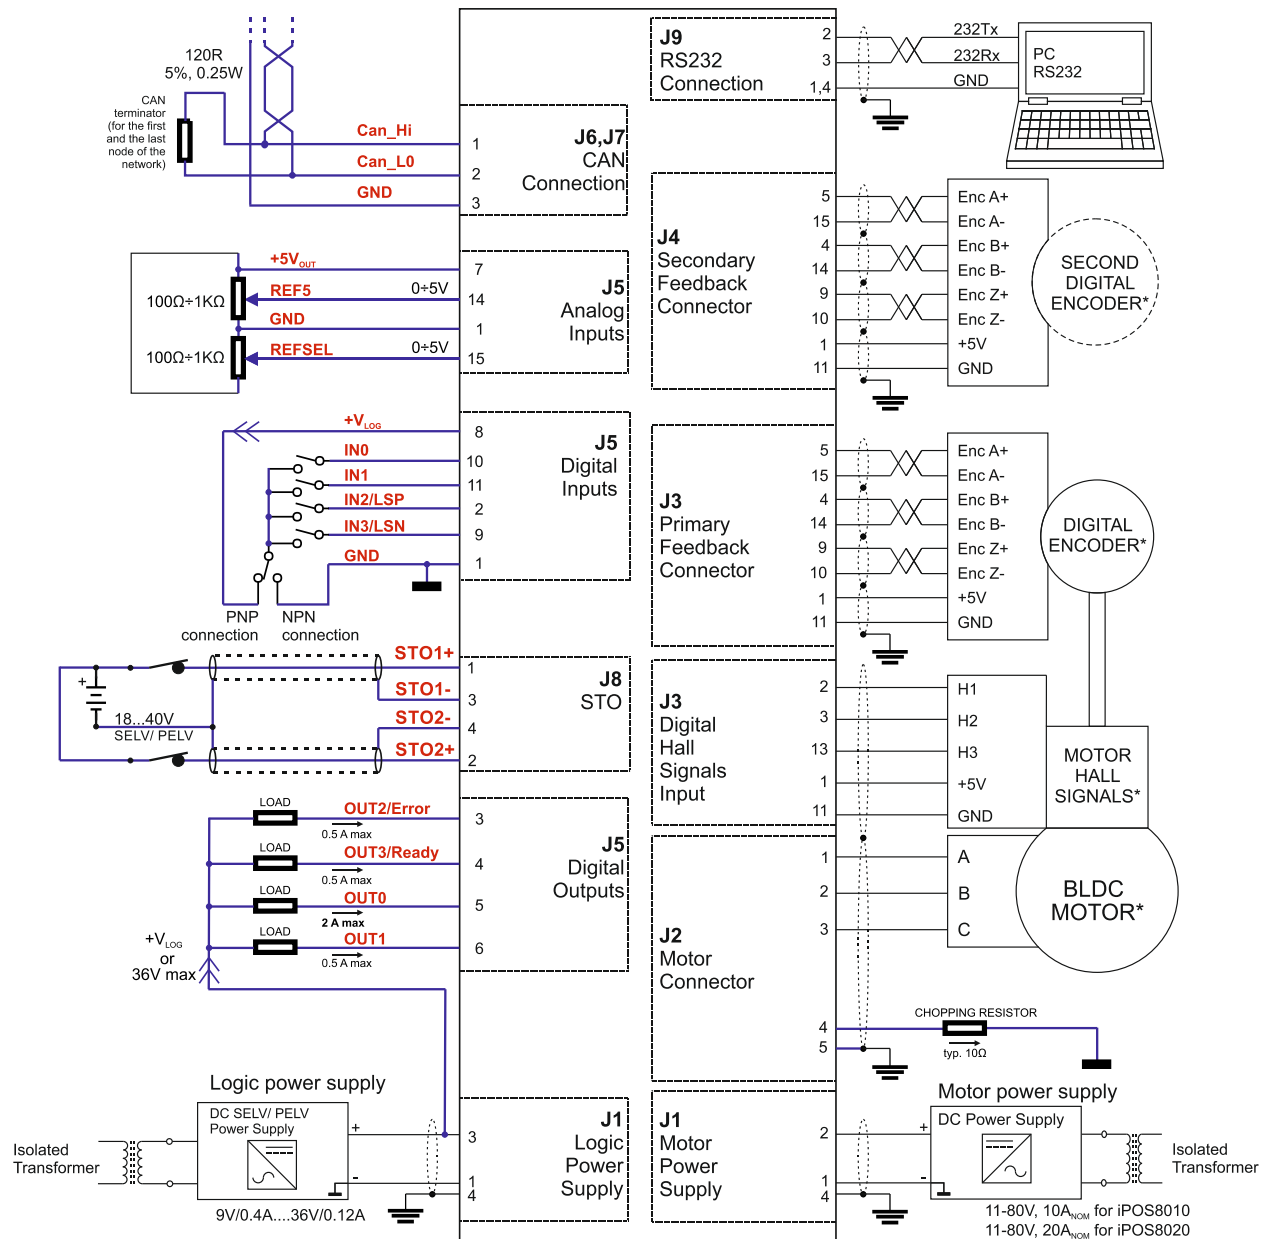 120R
5%, 0.25W
CAN
terminator
(for the first
and the last
node of the
network)
Can_Hi
Can_L0
GND
1
2
3
J6,J7
CAN
Connection
+5VOUT
REF5
GND
REFSEL
0÷5V
0÷5V
100Ω÷1KΩ
100Ω÷1KΩ
7
14
1
15
J5
Analog
Inputs
+VLOG
IN0
IN1
IN2/LSP
IN3/LSN
GND
8
10
11
2
9
1
J5
Digital
Inputs
PNP
connection
NPN
connection
STO1+
STO1-
STO2-
STO2+
1
3
4
2
J8
STO
+
18...40V
SELV/ PELV
LOAD
OUT2/Error
0.5 A max
3
LOAD
OUT3/Ready
0.5 A max
4
LOAD
OUT0
2 A max
5
LOAD
OUT1
0.5 A max
6
J5
Digital
Outputs
+VLOG
or
36V max
Logic power supply
DC SELV/ PELV
Power Supply
+
-
Isolated
Transformer
9V/0.4A....36V/0.12A
3
1
4
J1
Logic
Power
Supply
J9
RS232
Connection
2
3
1,4
232Tx
232Rx
GND
PC
RS232
J4
Secondary
Feedback
Connector
5
15
4
14
9
10
1
11
Enc A+
Enc A-
Enc B+
Enc B-
Enc Z+
Enc Z-
+5V
GND
SECOND
DIGITAL
ENCODER*
J3
Primary
Feedback
Connector
5
15
4
14
9
10
1
11
Enc A+
Enc A-
Enc B+
Enc B-
Enc Z+
Enc Z-
+5V
GND
DIGITAL
ENCODER*
J3
Digital
Hall
Signals
Input
2
3
13
1
11
H1
H2
H3
+5V
GND
MOTOR
HALL
SIGNALS*
J2
Motor
Connector
1
2
3
4
5
A
B
C
BLDC
MOTOR*
CHOPPING RESISTOR
typ. 10Ω
Motor power supply
J1
Motor
Power
Supply
2
1
4
+
-
DC Power Supply
Isolated
Transformer
11-80V, 10ANOM for iPOS8010
11-80V, 20ANOM for iPOS8020